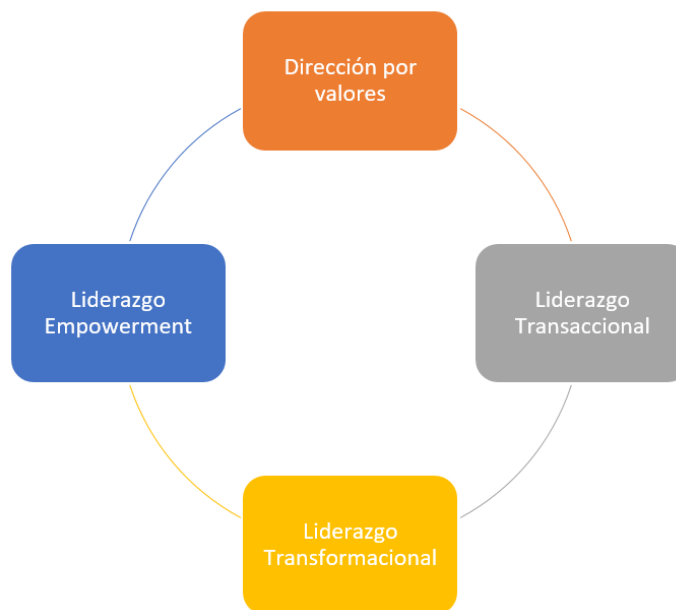 Dirección por
valores
Liderazgo
Empowerment
Liderazgo
Transaccional
Liderazgo
Transformacional